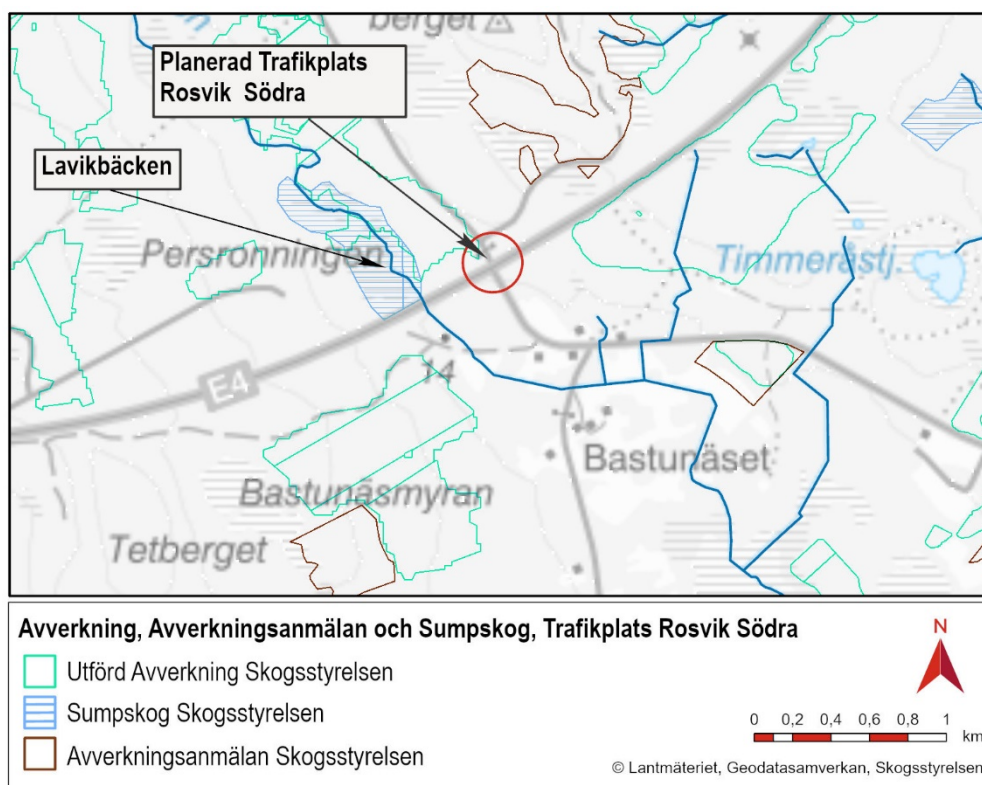 berget
Planerad Trafikplats
Rosvik Södra
Lavikbäcken
Persrönningen
Timmeråstj.
E4
14
Bastunäset
Bastunäsmyran
Tetberget
Avverkning, Avverkningsanmälan och Sumpskog, Trafikplats Rosvik Södra
Utförd Avverkning Skogsstyrelsen
Sumpskog Skogsstyrelsen
Avverkningsanmälan Skogsstyrelsen
N
0 0,2 0,4 0,6 0,8 1
km
© Lantmäteriet, Geodatasamverkan, Skogsstyrelsen